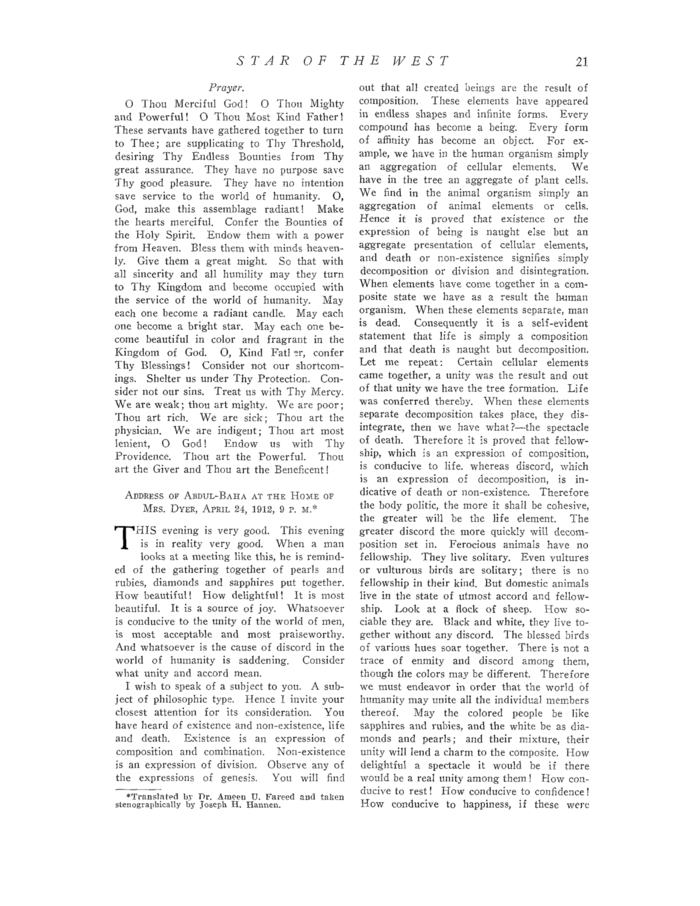 STAR OF THE WEST 21
Prayer.
O Thou Merciful God! O Thou Mighty
and Powerful! O Thou Most Kind Father!
These servants have gathered together to turn
to Thee; are supplicating to Thy Threshold,
desiring Thy Endless Bounties from Thy
great assurance. They have no purpose save
Thy good pleasure. They have no intention
save service to the world of humanity. O,
God, make this assemblage radiant! Make
the hearts merciful. Confer the Bounties of
the Holy Spirit. Endow them with a power
from Heaven. Bless them with minds heaven-
ly. Give them a great might. So that with
all sincerity and all humility may they turn
to Thy Kingdom and become occupied with
the service of the world of humanity. May
each one become a radiant candle. May each
one become a bright star. May each one be-
come beautiful in color and fragrant in the
Kingdom of God. O, Kind Father, confer
Thy Blessings! Consider not our shortcom-
ings. Shelter us under Thy Protection. Con-
sider not our sins. Treat us with Thy Mercy.
We are weak; thou art mighty. We are poor;
Thou art rich. We are sick; Thou art the
physician. We are indigent; Thou art most
lenient, O God! Endow us with Thy
Providence. Thou art the Powerful. Thou
art the Giver and Thou art the Beneficent!
ADDRESS OF ABDUL-BAHA AT THE HOME OF
MRS. DYER, APRIL 24, 1912, 9 P. M.*
THIS evening is very good. This evening
is in reality very good. When a man
looks at a meeting like this, he is remind-
ed of the gathering together of pearls and
rubies, diamonds and sapphires put together.
How beautiful! How delightful! It is most
beautiful. It is a source of joy. Whatsoever
is conducive to the unity of the world of men,
is most acceptable and most praiseworthy.
And whatsoever is the cause of discord in the
world of humanity is saddening. Consider
what unity and accord mean.
I wish to speak of a subject to you. A sub-
ject of philosophic type. Hence I invite your
closest attention for its consideration. You
have heard of existence and non-existence, life
and death. Existence is an expression of
composition and combination. Non-existence
is an expression of division. Observe any of
the expressions of genesis. You will find
*Translated by Dr. Ameen U. Fareed and taken
stenographically by Joseph H. Hannen.
out that all created beings are the result of
composition. These elements have appeared
in endless shapes and infinite forms. Every
compound has become a being. Every form
of affinity has become an object. For ex-
ample, we have in the human organism simply
an aggregation of cellular elements. We
have in the tree an aggregate of plant cells.
We find in the animal organism simply an
aggregation of animal elements or cells.
Hence it is proved that existence or the
expression of being is naught else but an
aggregate presentation of cellular elements,
and death or non-existence signifies simply
decomposition or division and disintegration.
When elements have come together in a com-
posite state we have as a result the human
organism. When these elements separate, man
is dead. Consequently it is a self-evident
statement that life is simply a composition
and that death is naught but decomposition.
Let me repeat: Certain cellular elements
came together, a unity was the result and out
of that unity we have the tree formation. Life
was conferred thereby. When these elements
separate decomposition takes place, they dis-
integrate, then we have what?—the spectacle
of death. Therefore it is proved that fellow-
ship, which is an expression of composition,
is conducive to life. whereas discord, which
is an expression of decomposition, is in-
dicative of death or non-existence. Therefore
the body politic, the more it shall be cohesive,
the greater will be the life element. The
greater discord the more quickly will decom-
position set in. Ferocious animals have no
fellowship. They live solitary. Even vultures
or vulturous birds are solitary; there is no
fellowship in their kind. But domestic animals
live in the state of utmost accord and fellow-
ship. Look at a flock of sheep. How so-
ciable they are. Black and white, they live to-
gether without any discord. The blessed birds
of various hues soar together. There is not a
trace of enmity and discord among them,
though the colors may be different. Therefore
we must endeavor in order that the world of
humanity may unite all the individual members
thereof. May the colored people be like
sapphires and rubies, and the white be as dia-
monds and pearls; and their mixture, their
unity will lend a charm to the composite. How
delightful a spectacle it would be if there
would be a real unity among them! How con-
ducive to rest! How conducive to confidence!
How conducive to happiness, if these were